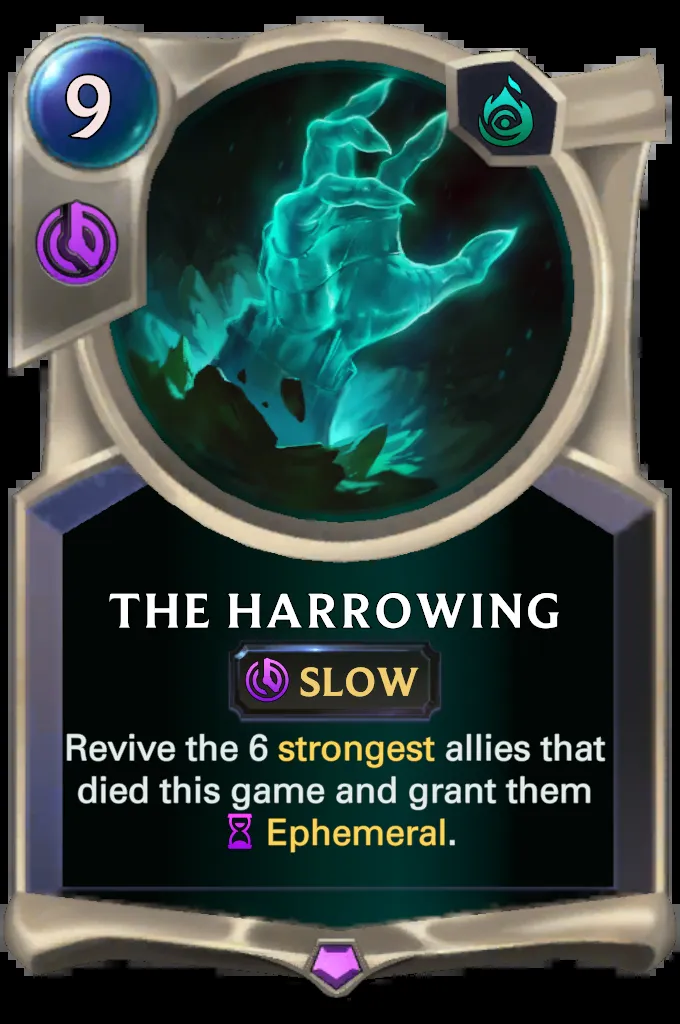 9
THE HARROWING
SLOW
Revive the 6 strongest allies that
died this game and grant them
Ephemeral.